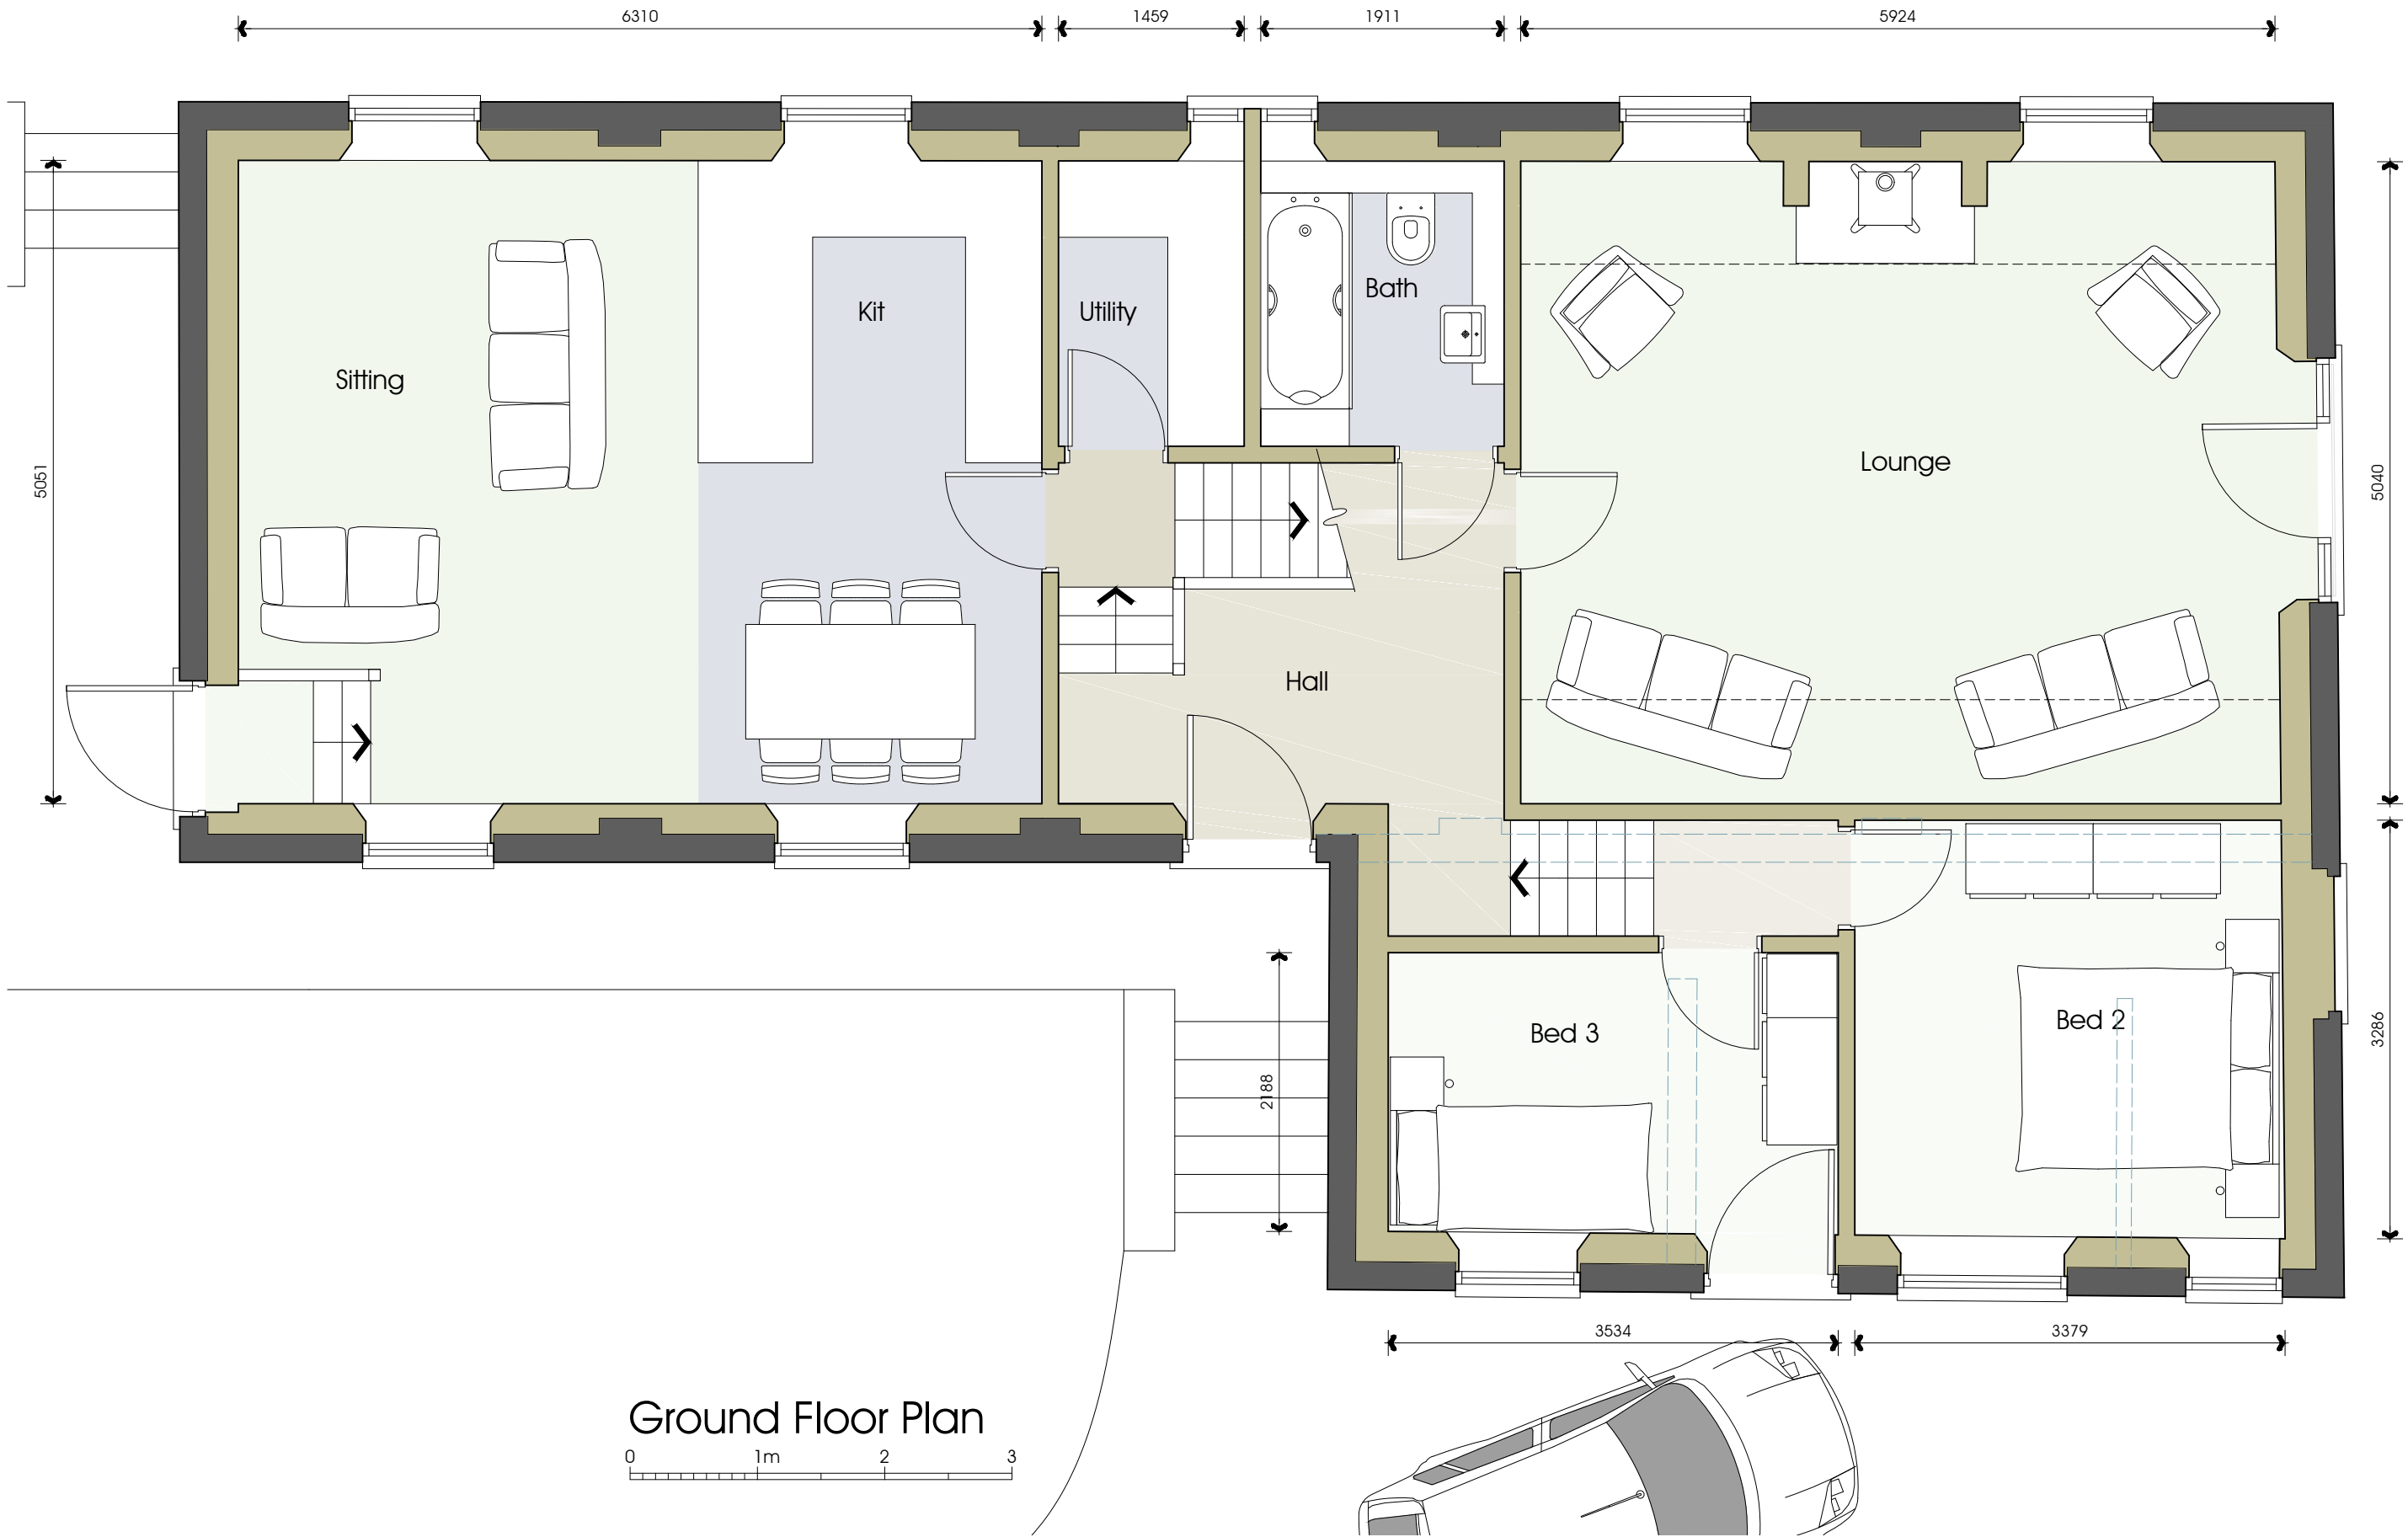 6310
1459
1911
5924
Kit
Utility
Bath
Sitting
Lounge
5051
5040
Hall
Bed 3
Bed 2
2188
3286
3534
3379
Ground Floor Plan
0 1m 2 3